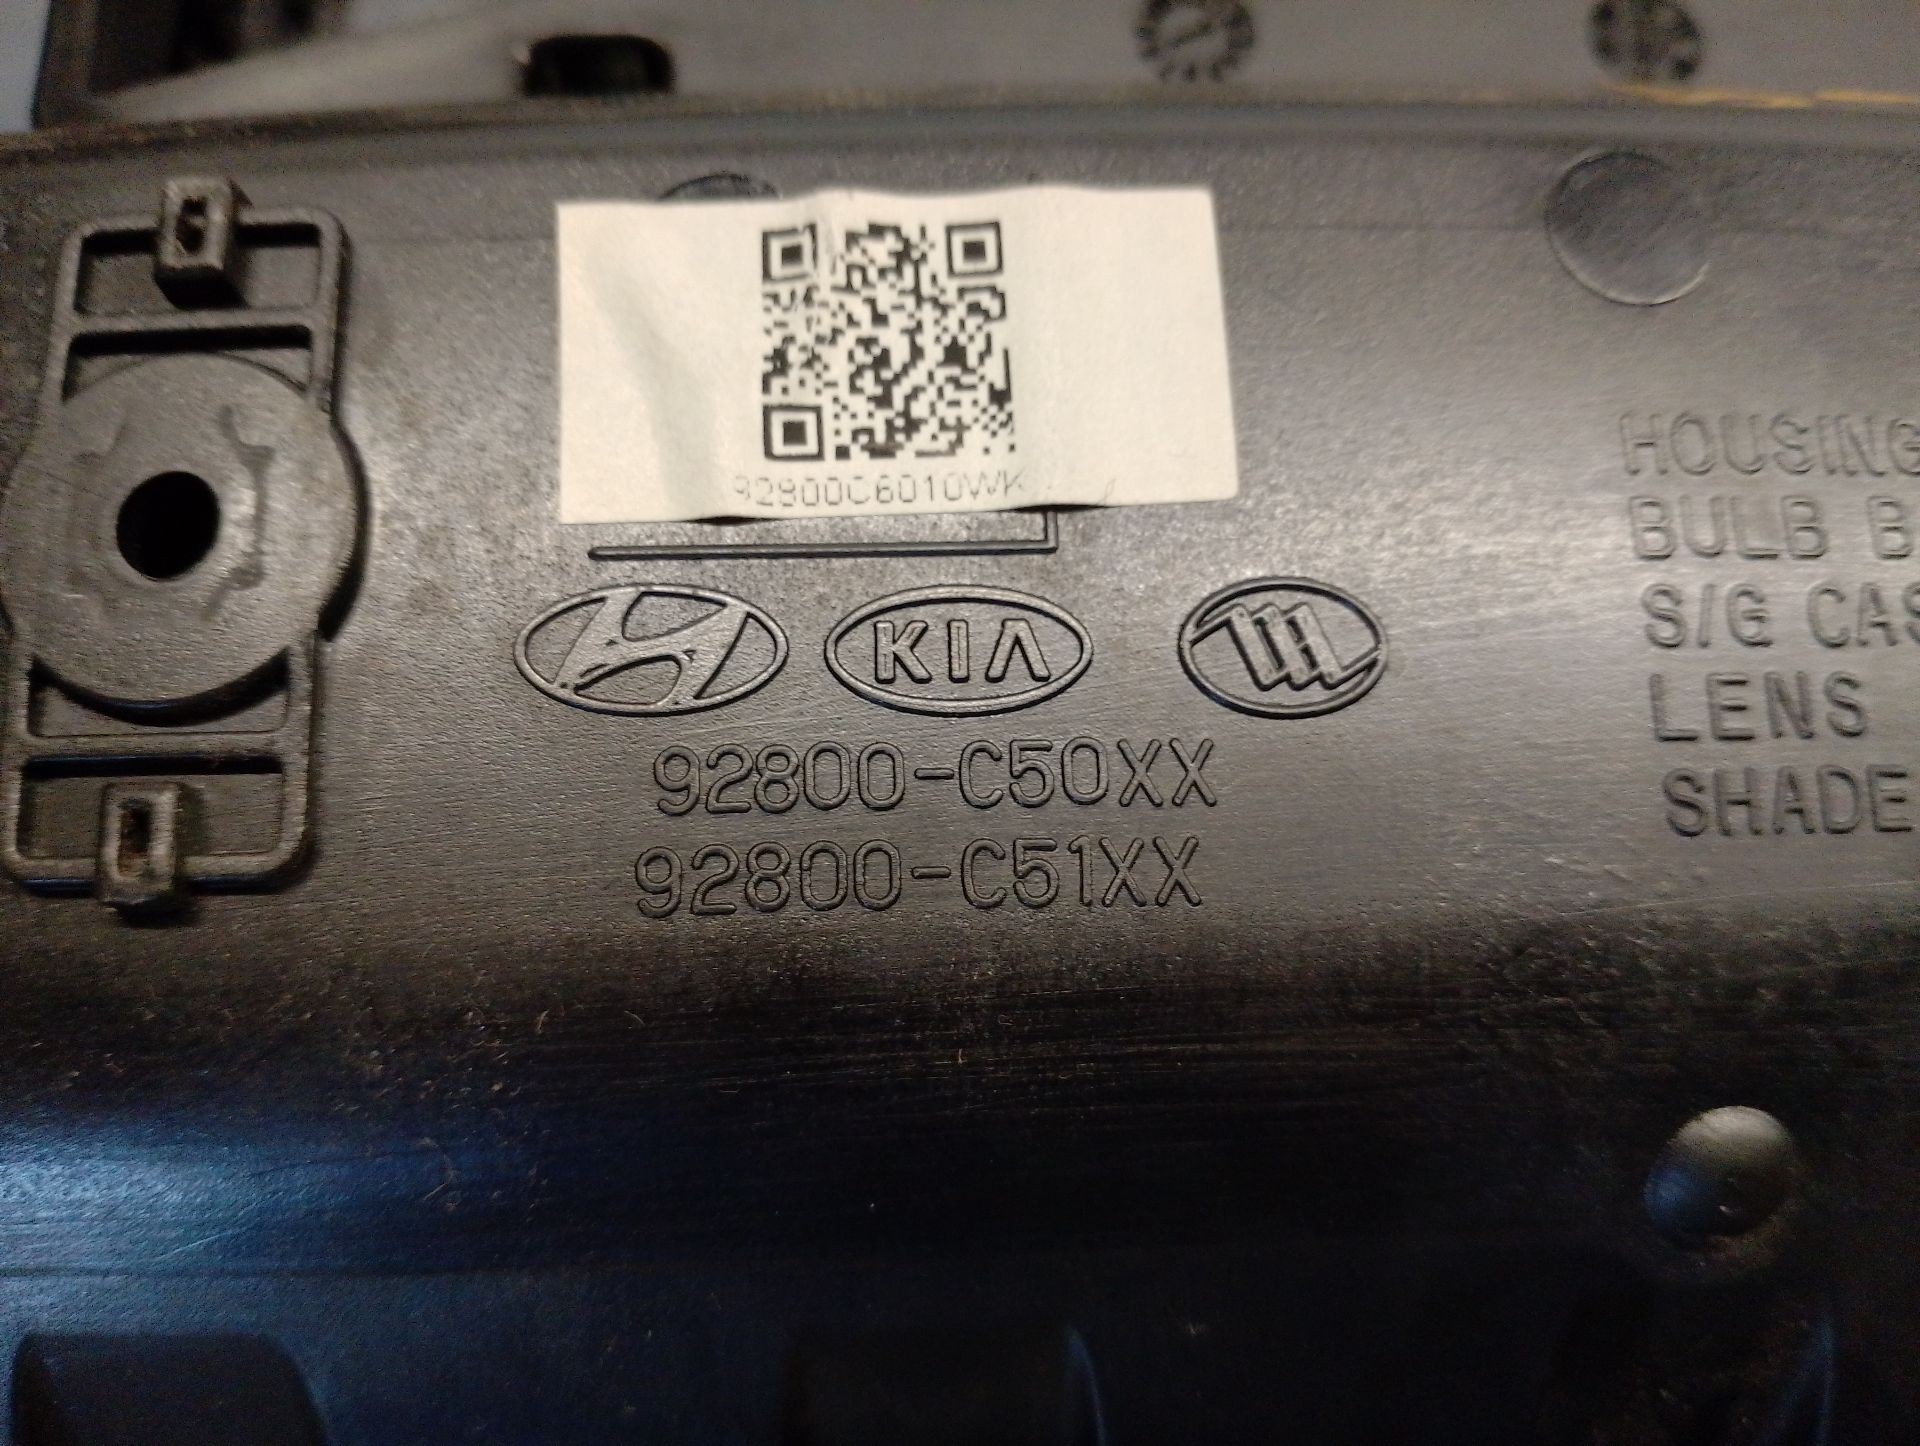 92800C6010WK
KIA
92800-C50XX
92800-C51XX
HOUSING
BULB B
S/G CAS
LENS
SHADE